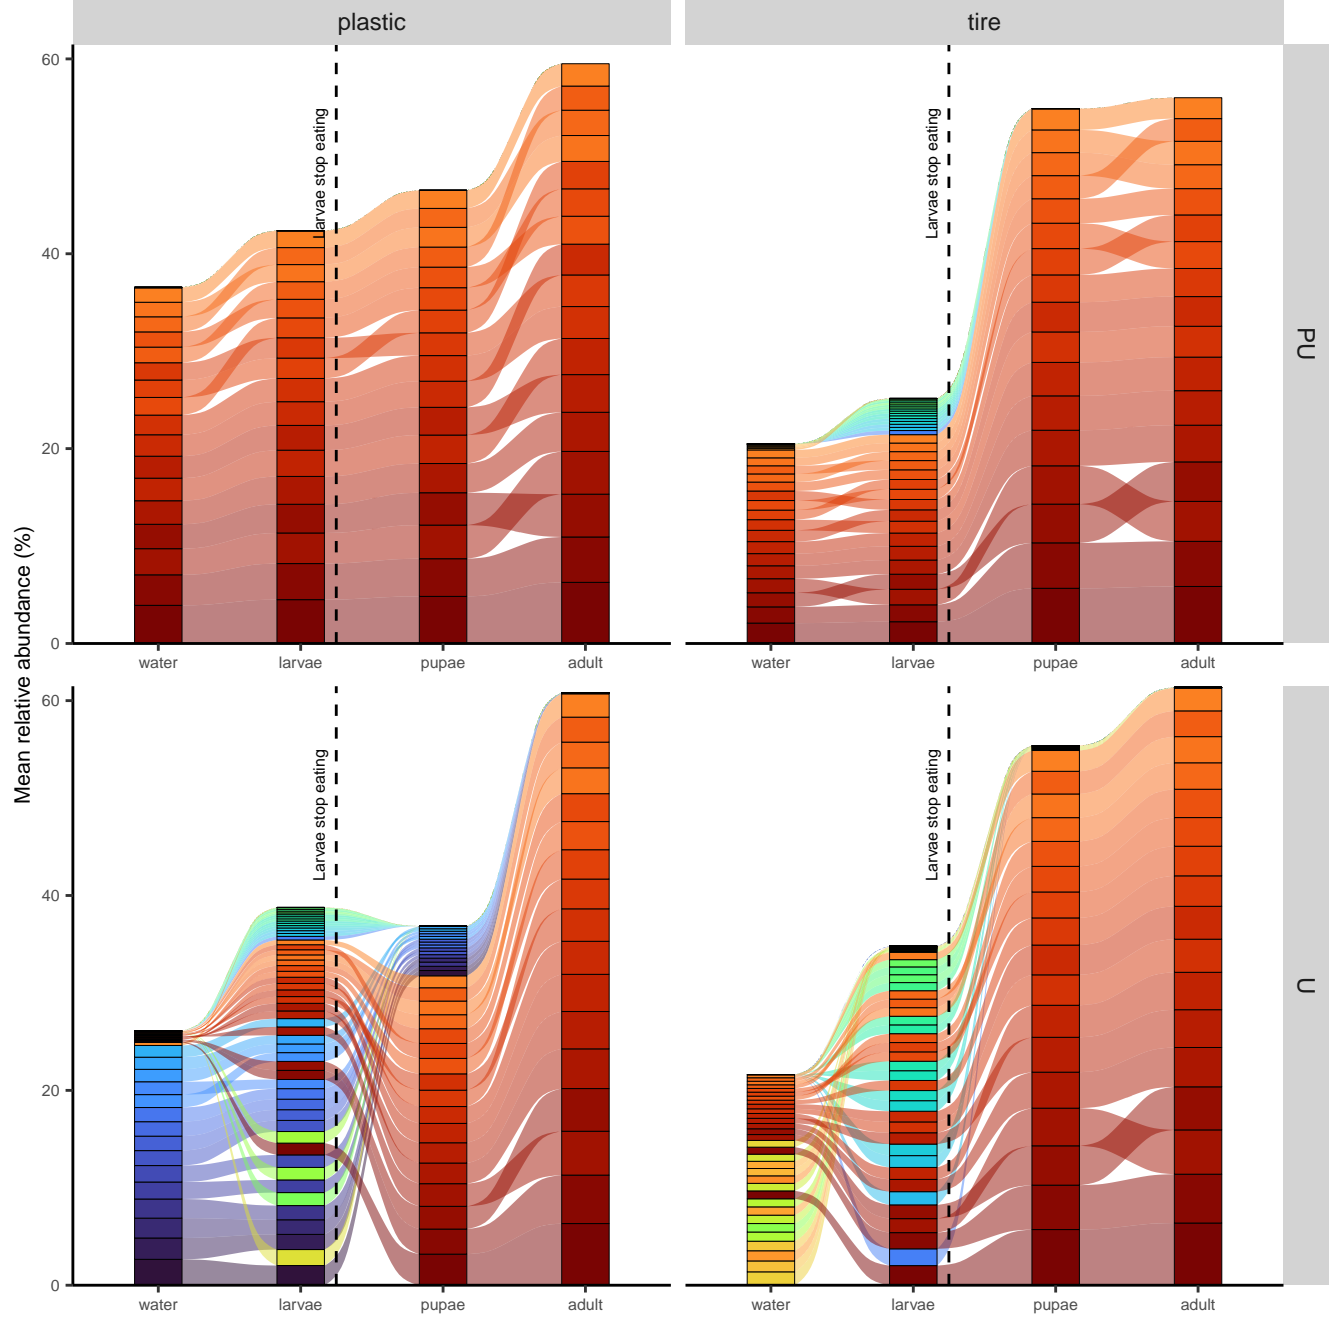 plastic
tire
60
40
20
0
Larvae stop eating
Larvae stop eating
PU
water
larvae
pupae
adult
water
larvae
pupae
adult
Mean relative abundance (%)
60
40
20
0
Larvae stop eating
Larvae stop eating
U
water
larvae
pupae
adult
water
larvae
pupae
adult